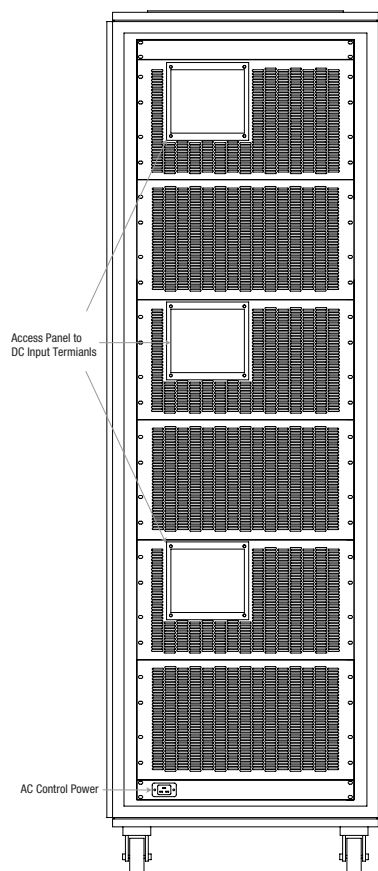 Access Panel to
DC Input Termianls
AC Control Power